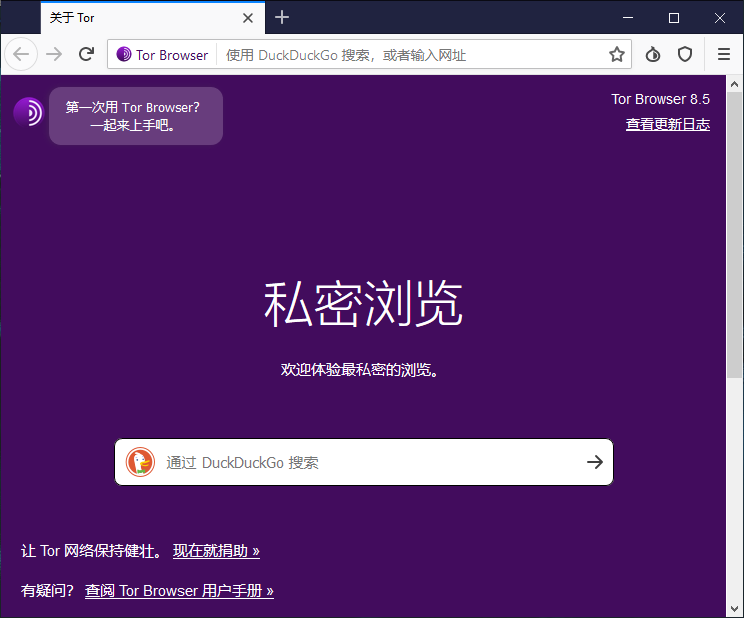 关于 Tor
Tor Browser
使用 DuckDuckGo 搜索，或者输入网址
第一次用 Tor Browser?
一起来上手吧。
Tor Browser 8.5
查看更新日志
私密浏览
欢迎体验最私密的浏览。
通过 DuckDuckGo 搜索
让 Tor 网络保持健壮。 现在就捐助 »
有疑问？ 查阅 Tor Browser 用户手册 »